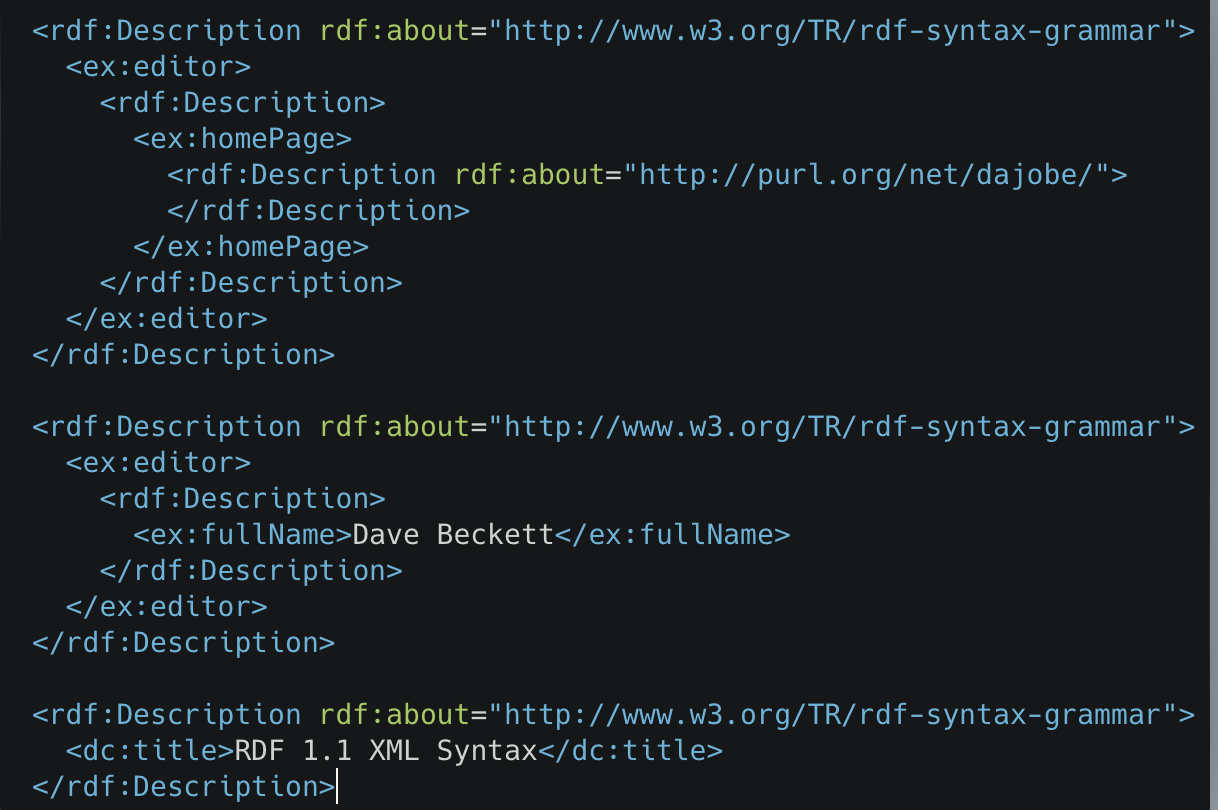 <rdf:Description rdf:about="http://www.w3.org/TR/rdf-syntax-grammar">
  <ex:editor>
    <rdf:Description>
      <ex:homePage>
        <rdf:Description rdf:about="http://purl.org/net/dajobe/">
        </rdf:Description>
      </ex:homePage>
    </rdf:Description>
  </ex:editor>
</rdf:Description>

<rdf:Description rdf:about="http://www.w3.org/TR/rdf-syntax-grammar">
  <ex:editor>
    <rdf:Description>
      <ex:fullName>Dave Beckett</ex:fullName>
    </rdf:Description>
  </ex:editor>
</rdf:Description>

<rdf:Description rdf:about="http://www.w3.org/TR/rdf-syntax-grammar">
  <dc:title>RDF 1.1 XML Syntax</dc:title>
</rdf:Description>